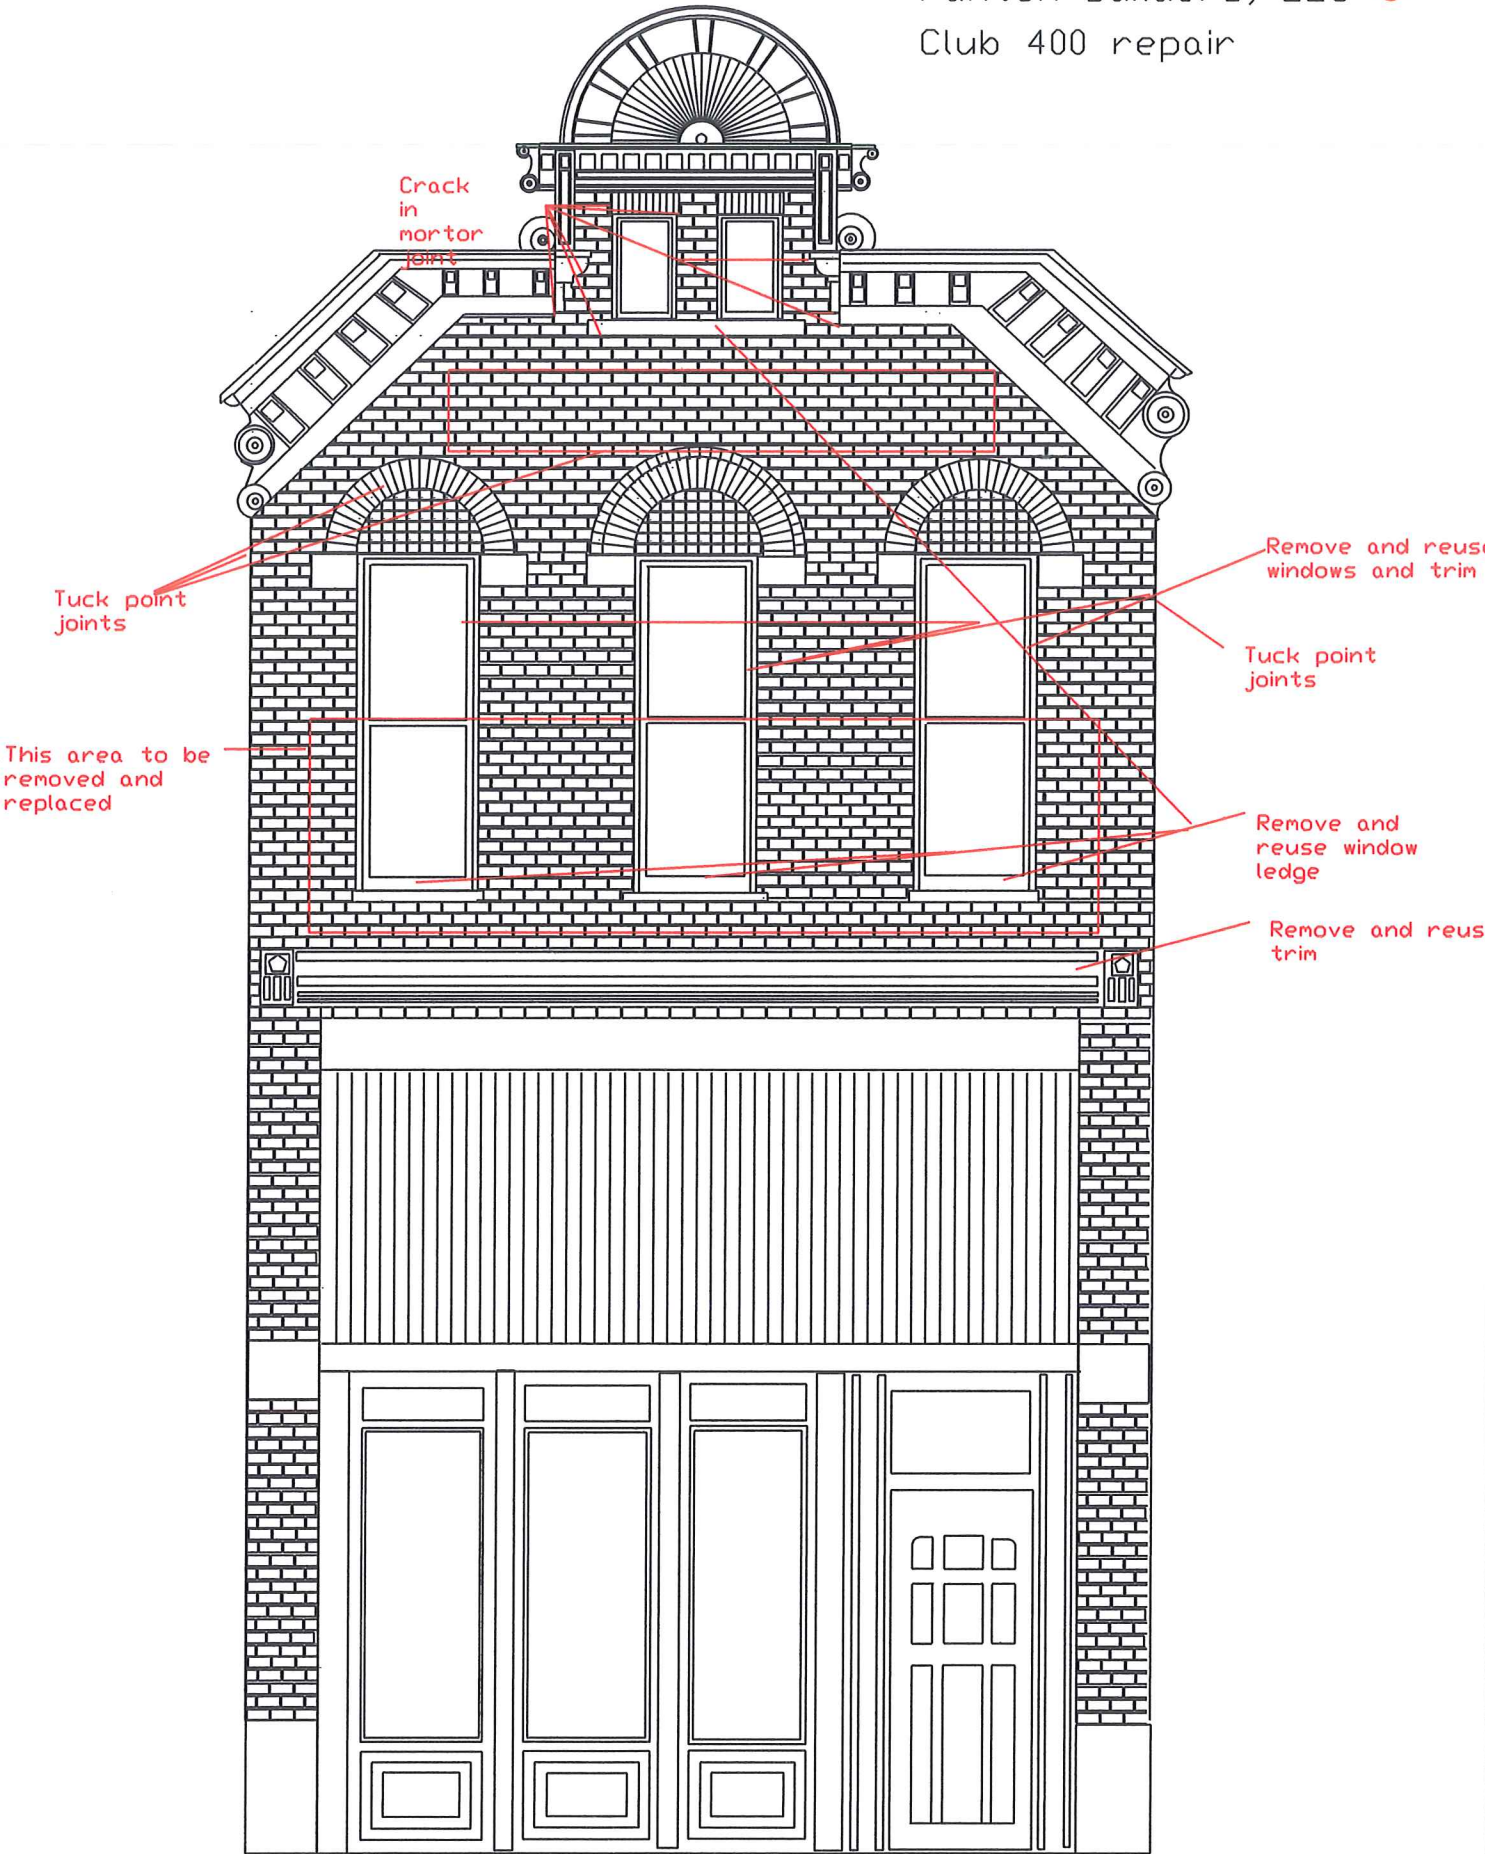 Club 400 repair
Crack
in
mortor
joint
Remove and reuse
windows and trim
Tuck point
joints
Tuck point
joints
This area to be
removed and
replaced
Remove and
reuse window
ledge
Remove and reus
trim